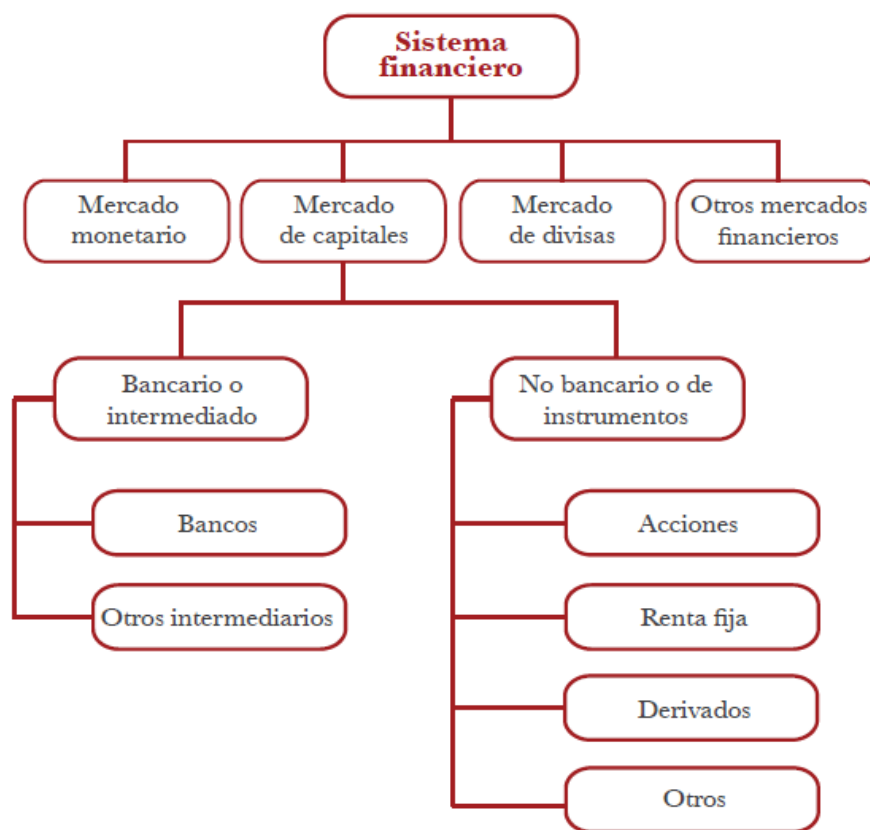 Sistema
financiero
Mercado
monetario
Mercado
de capitales
Mercado
de divisas
Otros mercados
financieros
Bancario o
intermediado
No bancario o de
instrumentos
Bancos
Otros intermediarios
Acciones
Renta fija
Derivados
Otros